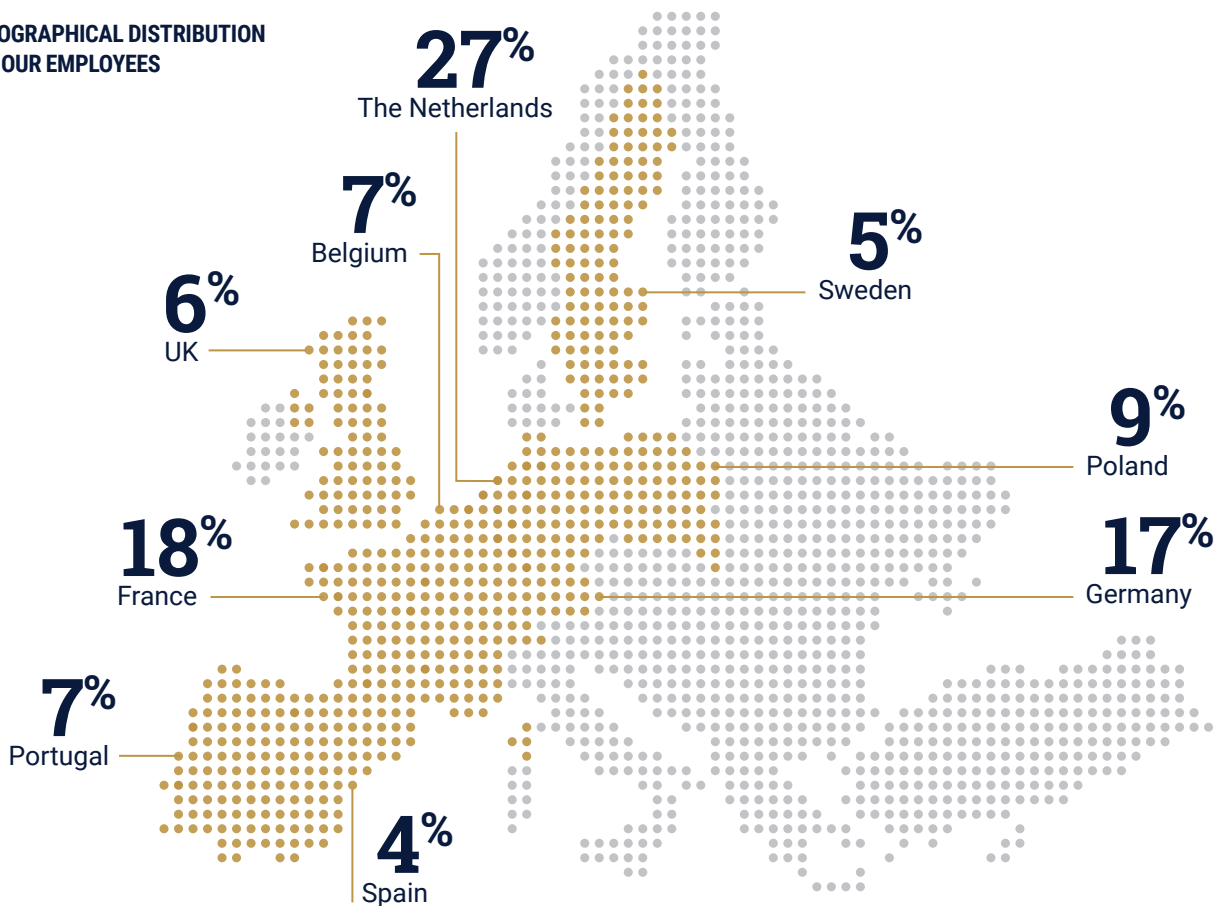 OGRAPHICAL DISTRIBUTION
OUR EMPLOYEES
27%
The Netherlands
7%
Belgium
5%
Sweden
6%
UK
9%
Poland
18%
France
17%
Germany
7%
Portugal
4%
Spain